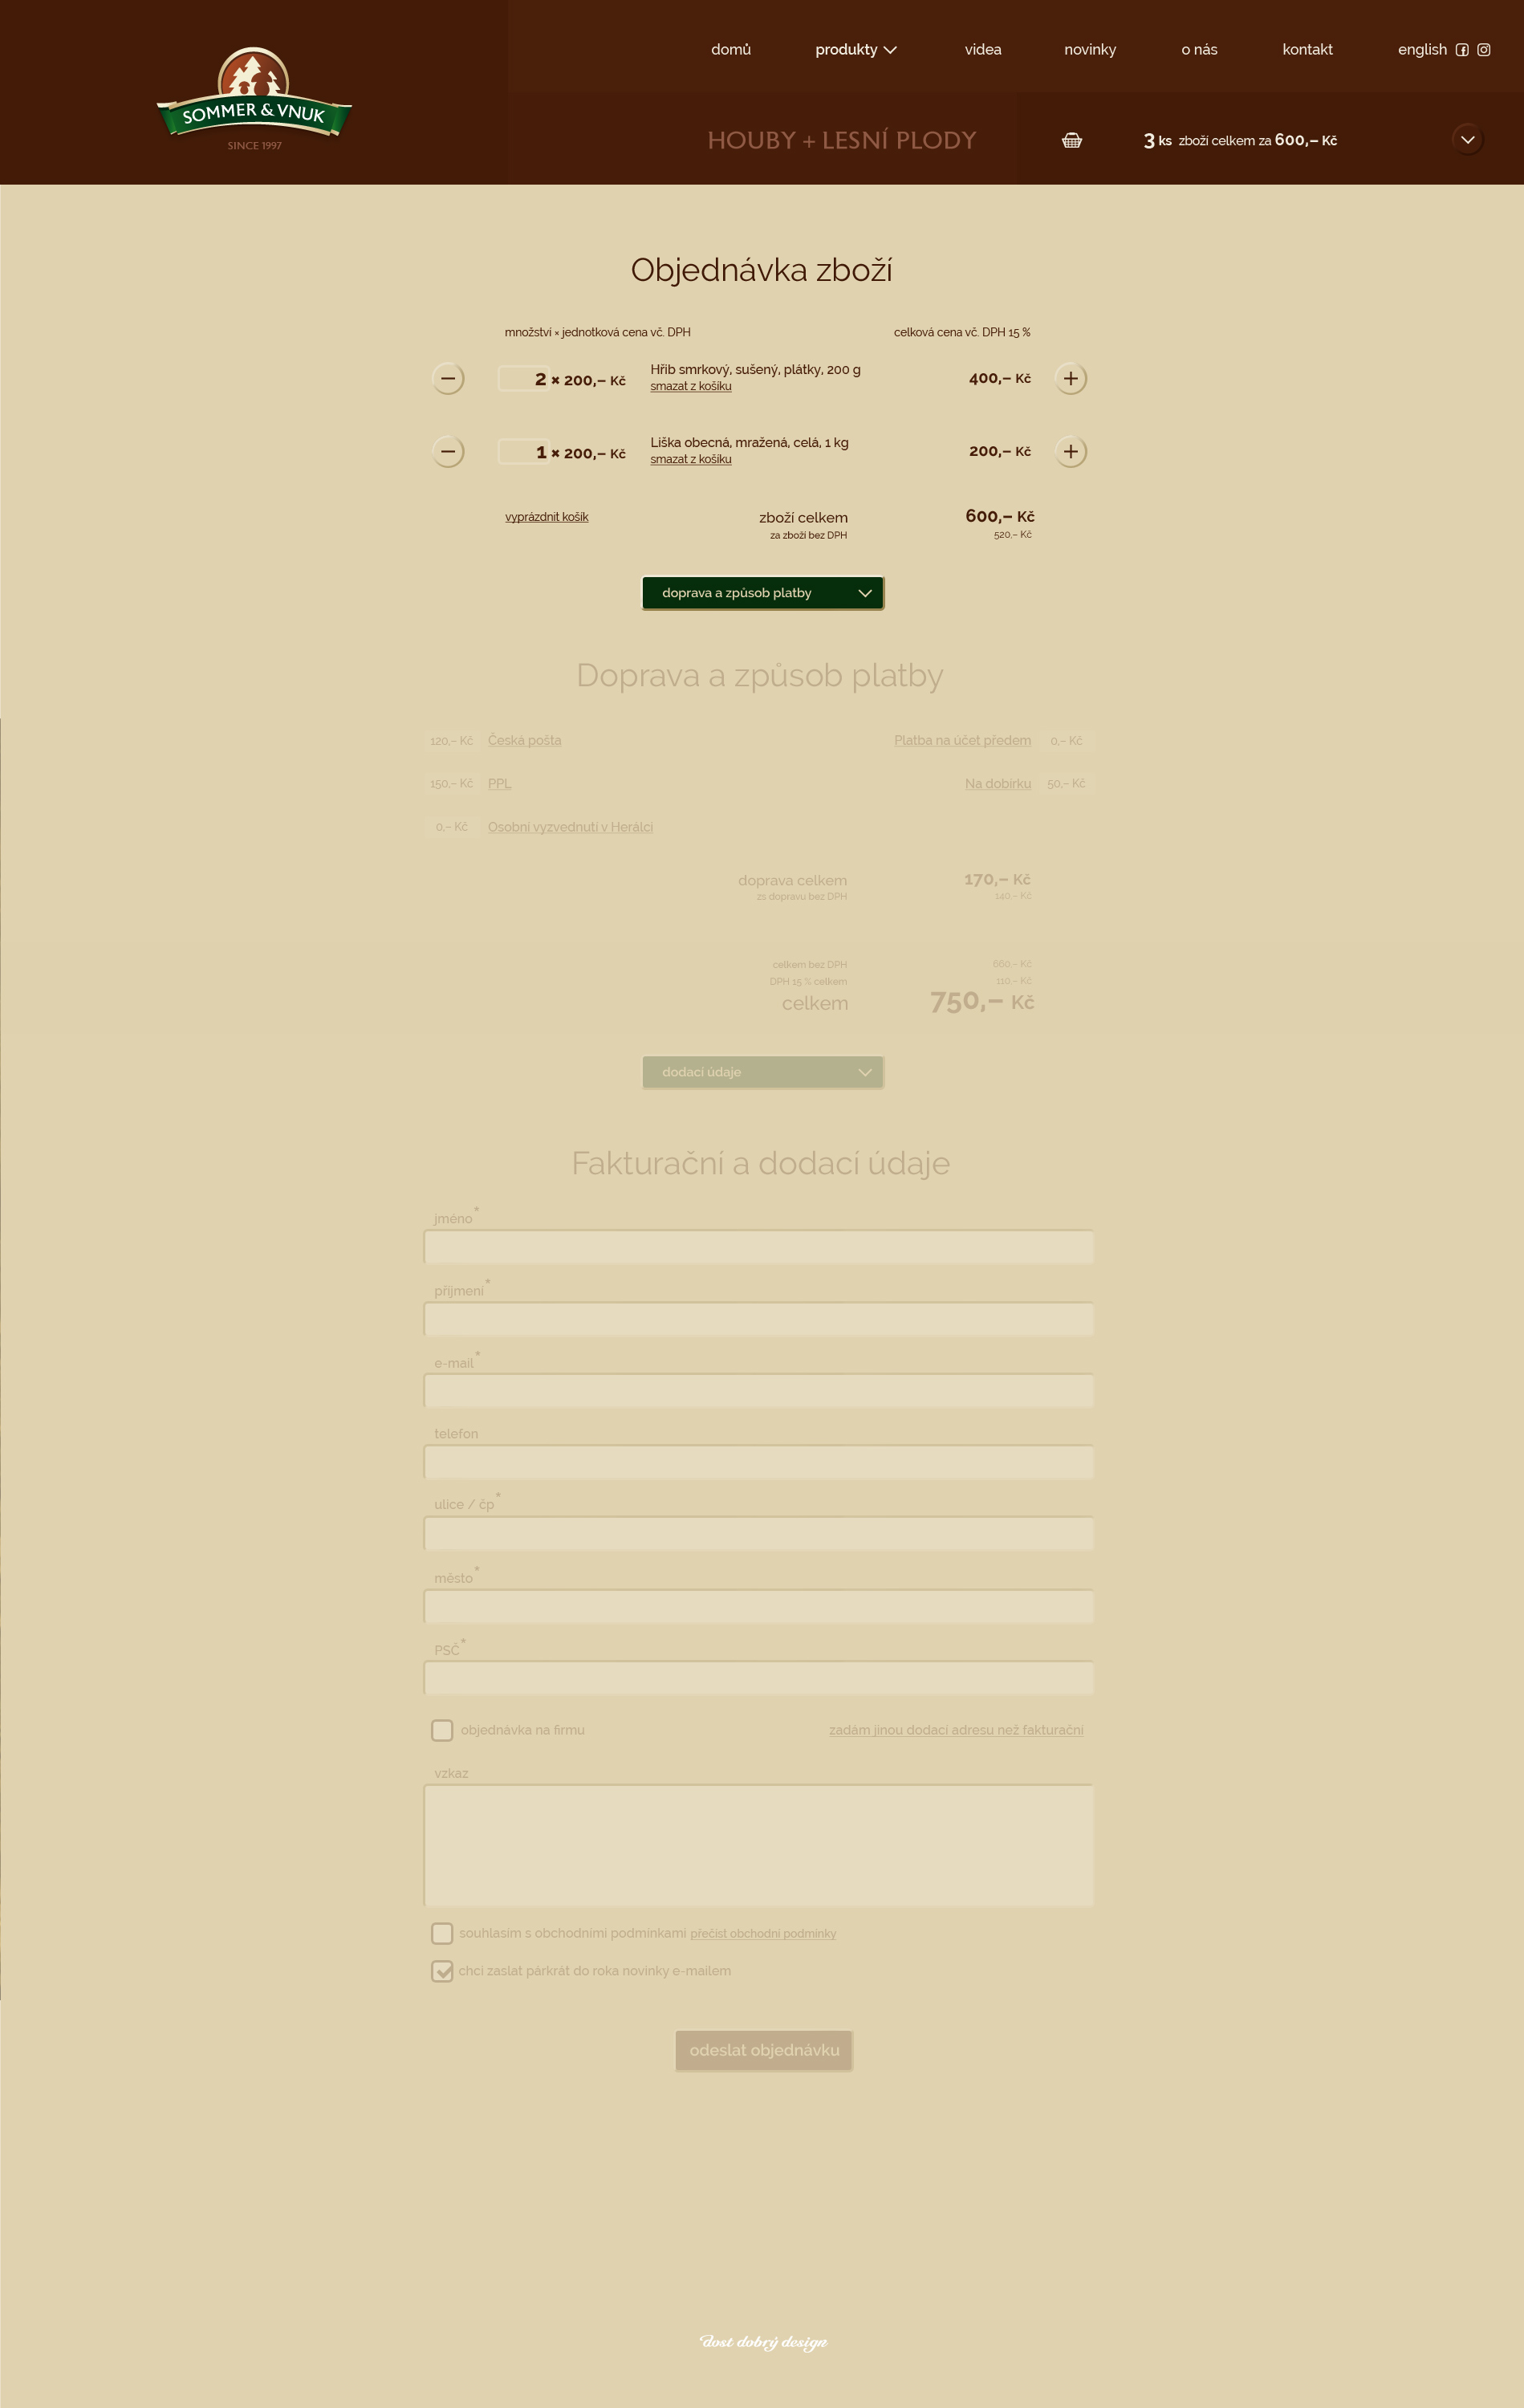 domů produkty videa novinky o nás kontakt english
SOMMER & VNUK
SINCE 1997
HOUBY + LESNÍ PLODY
3 ks zboží celkem za 600,– Kč
Objednávka zboží
množství × jednotková cena vč. DPH celková cena vč. DPH 15 %
2 × 200,– Kč Hřib smrkový, sušený, plátky, 200 g 400,– Kč
smazat z košíku
1 × 200,– Kč Liška obecná, mražená, celá, 1 kg 200,– Kč
smazat z košíku
vyprázdnit košík zboží celkem 600,– Kč
za zboží bez DPH 520,– Kč
doprava a způsob platby
Doprava a způsob platby
120,– Kč Česká pošta Platba na účet předem 0,– Kč
150,– Kč PPL Na dobírku 50,– Kč
0,– Kč Osobní vyzvednutí v Herálci
doprava celkem 170,– Kč
zs dopravu bez DPH 140,– Kč
celkem bez DPH 660,– Kč
DPH 15 % celkem 110,– Kč
celkem 750,– Kč
dodací údaje
Fakturační a dodací údaje
jméno*
příjmení*
e-mail*
telefon
ulice / čp*
město*
PSČ*
objednávka na firmu zadám jinou dodací adresu než fakturační
vzkaz
souhlasím s obchodními podmínkami přečíst obchodní podmínky
chci zaslat párkrát do roka novinky e-mailem
odeslat objednávku
dost dobrý design